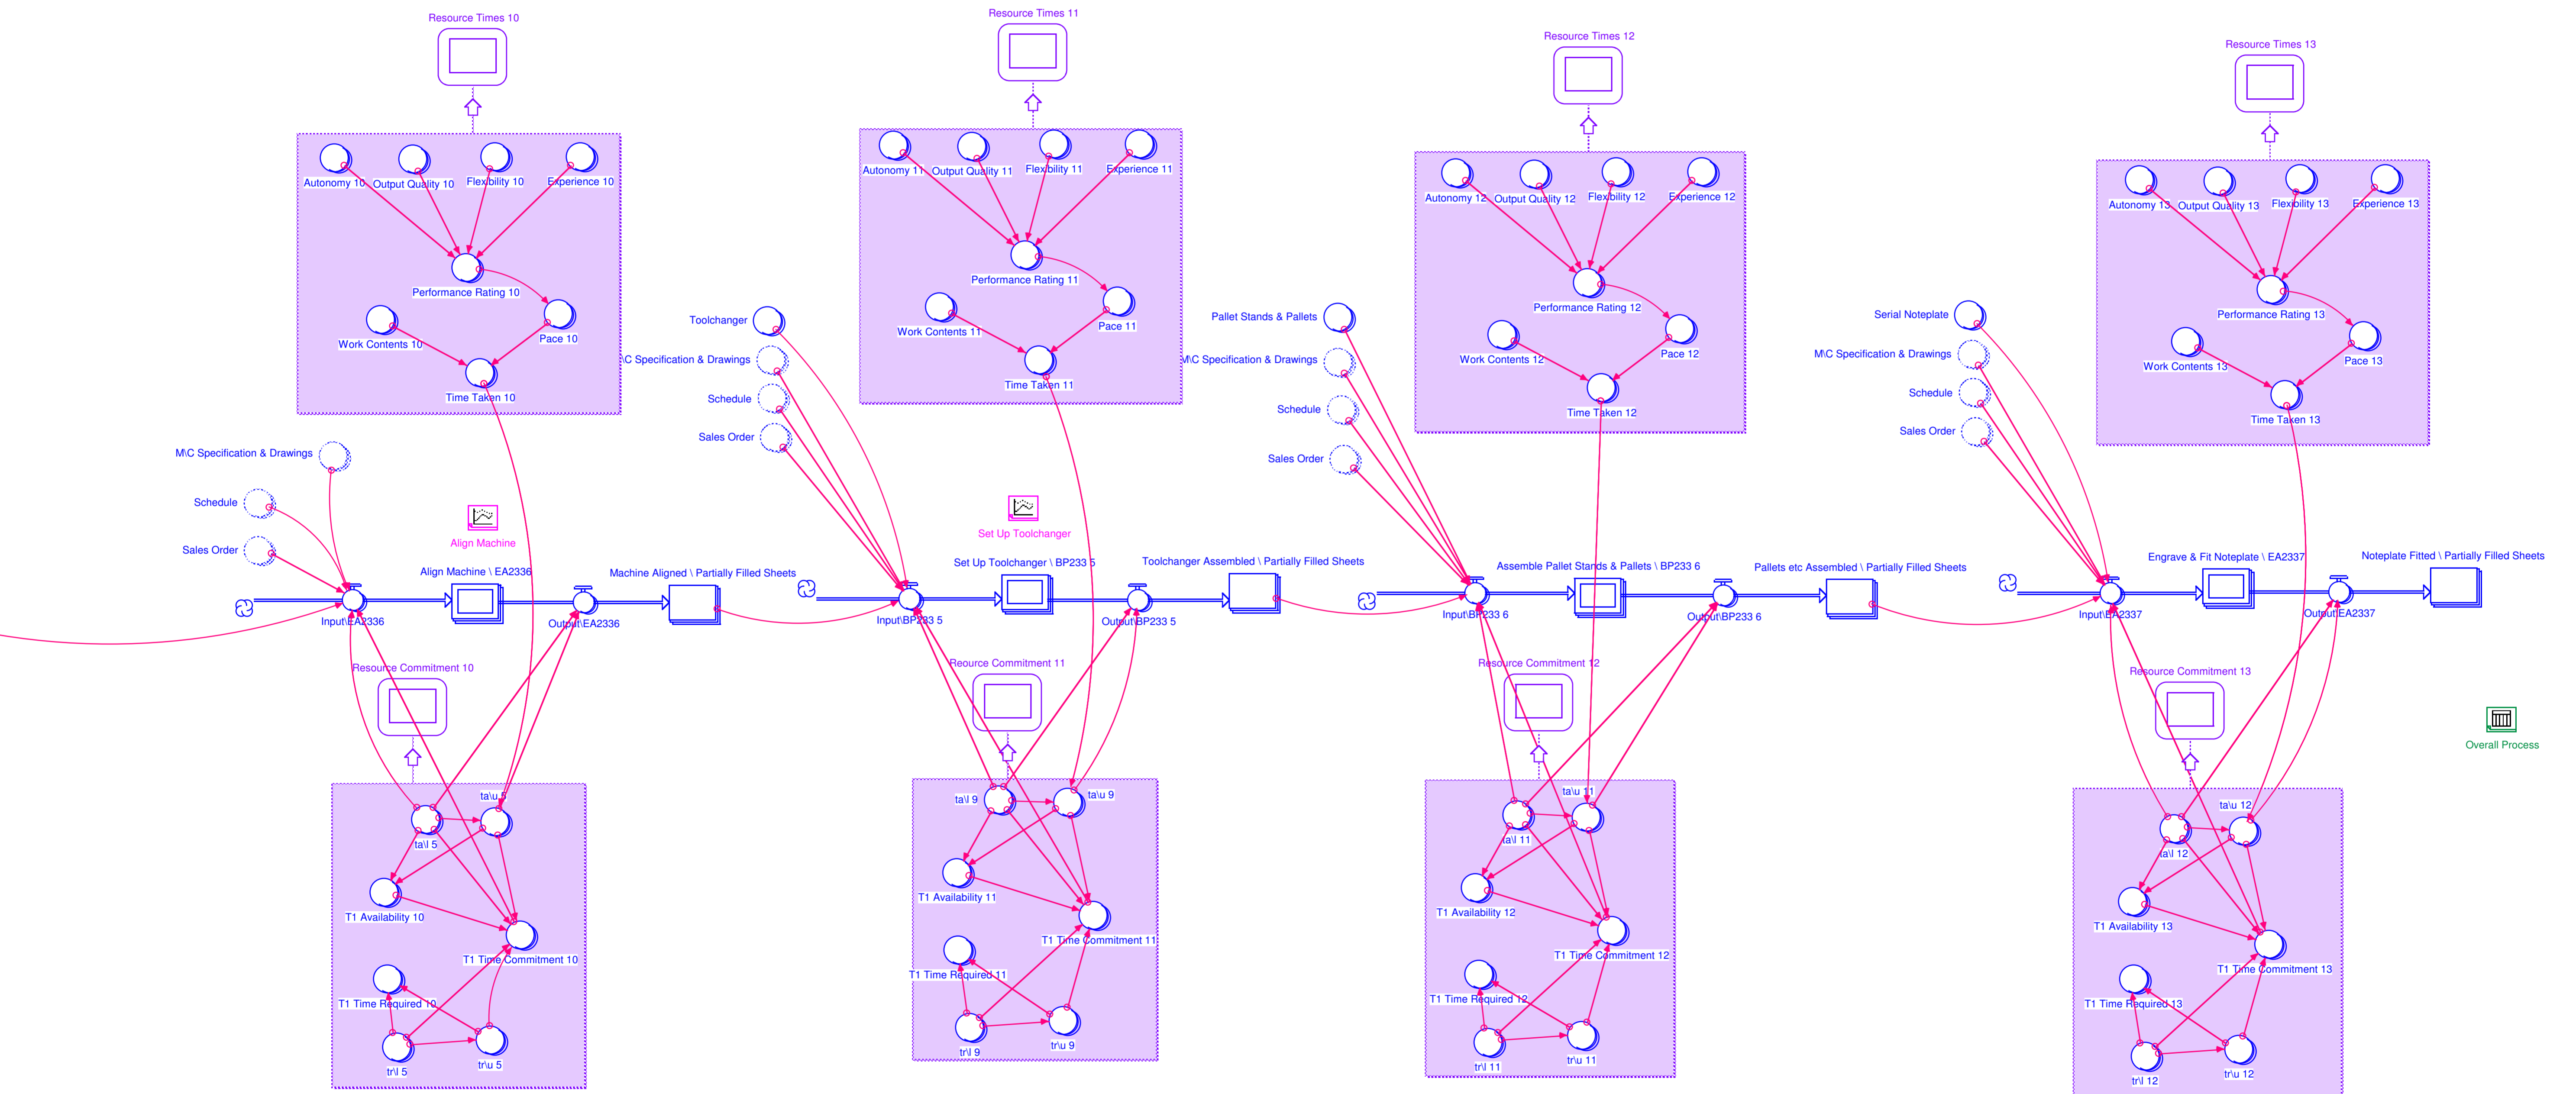 Resource Times 10
Autonomy 10
Output Quality 10
Flexibility 10
Experience 10
Performance Rating 10
Work Contents 10
Pace 10
Time Taken 10
M\C Specification & Drawings
Schedule
Sales Order
Align Machine
Align Machine \ EA2336
Machine Aligned \ Partially Filled Sheets
Input\EA2336
Output\EA2336
Resource Commitment 10
ta\u 5
ta\l 5
T1 Availability 10
T1 Time Commitment 10
T1 Time Required 10
tr\l 5
tr\u 5
Resource Times 11
Autonomy 11
Output Quality 11
Flexibility 11
Experience 11
Performance Rating 11
Work Contents 11
Pace 11
Time Taken 11
Toolchanger
\C Specification & Drawings
Schedule
Sales Order
Set Up Toolchanger
Set Up Toolchanger \ BP233 5
Toolchanger Assembled \ Partially Filled Sheets
Input\BP233 5
Output\BP233 5
Reource Commitment 11
ta\l 9
ta\u 9
T1 Availability 11
T1 Time Commitment 11
T1 Time Required 11
tr\l 9
tr\u 9
Resource Times 12
Autonomy 12
Output Quality 12
Flexibility 12
Experience 12
Performance Rating 12
Work Contents 12
Pace 12
Time Taken 12
Pallet Stands & Pallets
M\C Specification & Drawings
Schedule
Sales Order
Assemble Pallet Stands & Pallets \ BP233 6
Pallets etc Assembled \ Partially Filled Sheets
Input\BP233 6
Output\BP233 6
Resource Commitment 12
ta\u 11
ta\l 11
T1 Availability 12
T1 Time Commitment 12
T1 Time Required 12
tr\l 11
tr\u 11
Resource Times 13
Autonomy 13
Output Quality 13
Flexibility 13
Experience 13
Performance Rating 13
Work Contents 13
Pace 13
Time Taken 13
Serial Noteplate
M\C Specification & Drawings
Schedule
Sales Order
Engrave & Fit Noteplate \ EA2337
Noteplate Fitted \ Partially Filled Sheets
Input\EA2337
Output\EA2337
Resource Commitment 13
ta\u 12
ta\l 12
T1 Availability 13
T1 Time Commitment 13
T1 Time Required 13
tr\l 12
tr\u 12
Overall Process